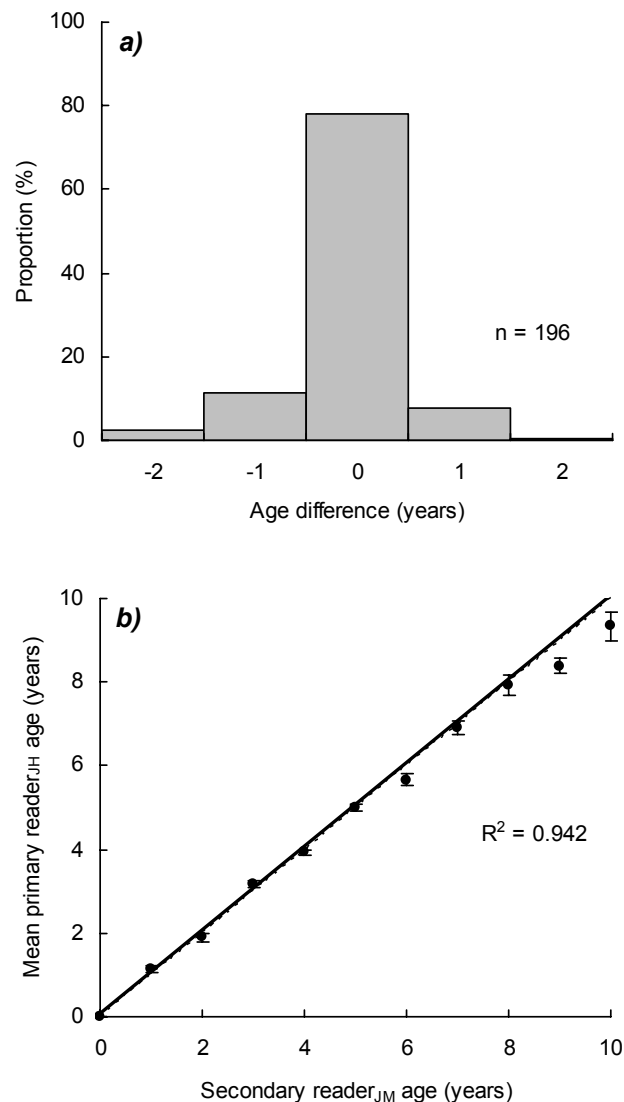 a)
100
80
60
40
20
0
Proportion (%)
n = 196
-2 -1 0 1 2
Age difference (years)
b)
10
8
6
4
2
0
Mean primary readerJH age (years)
R² = 0.942
0 2 4 6 8 10
Secondary readerJM age (years)